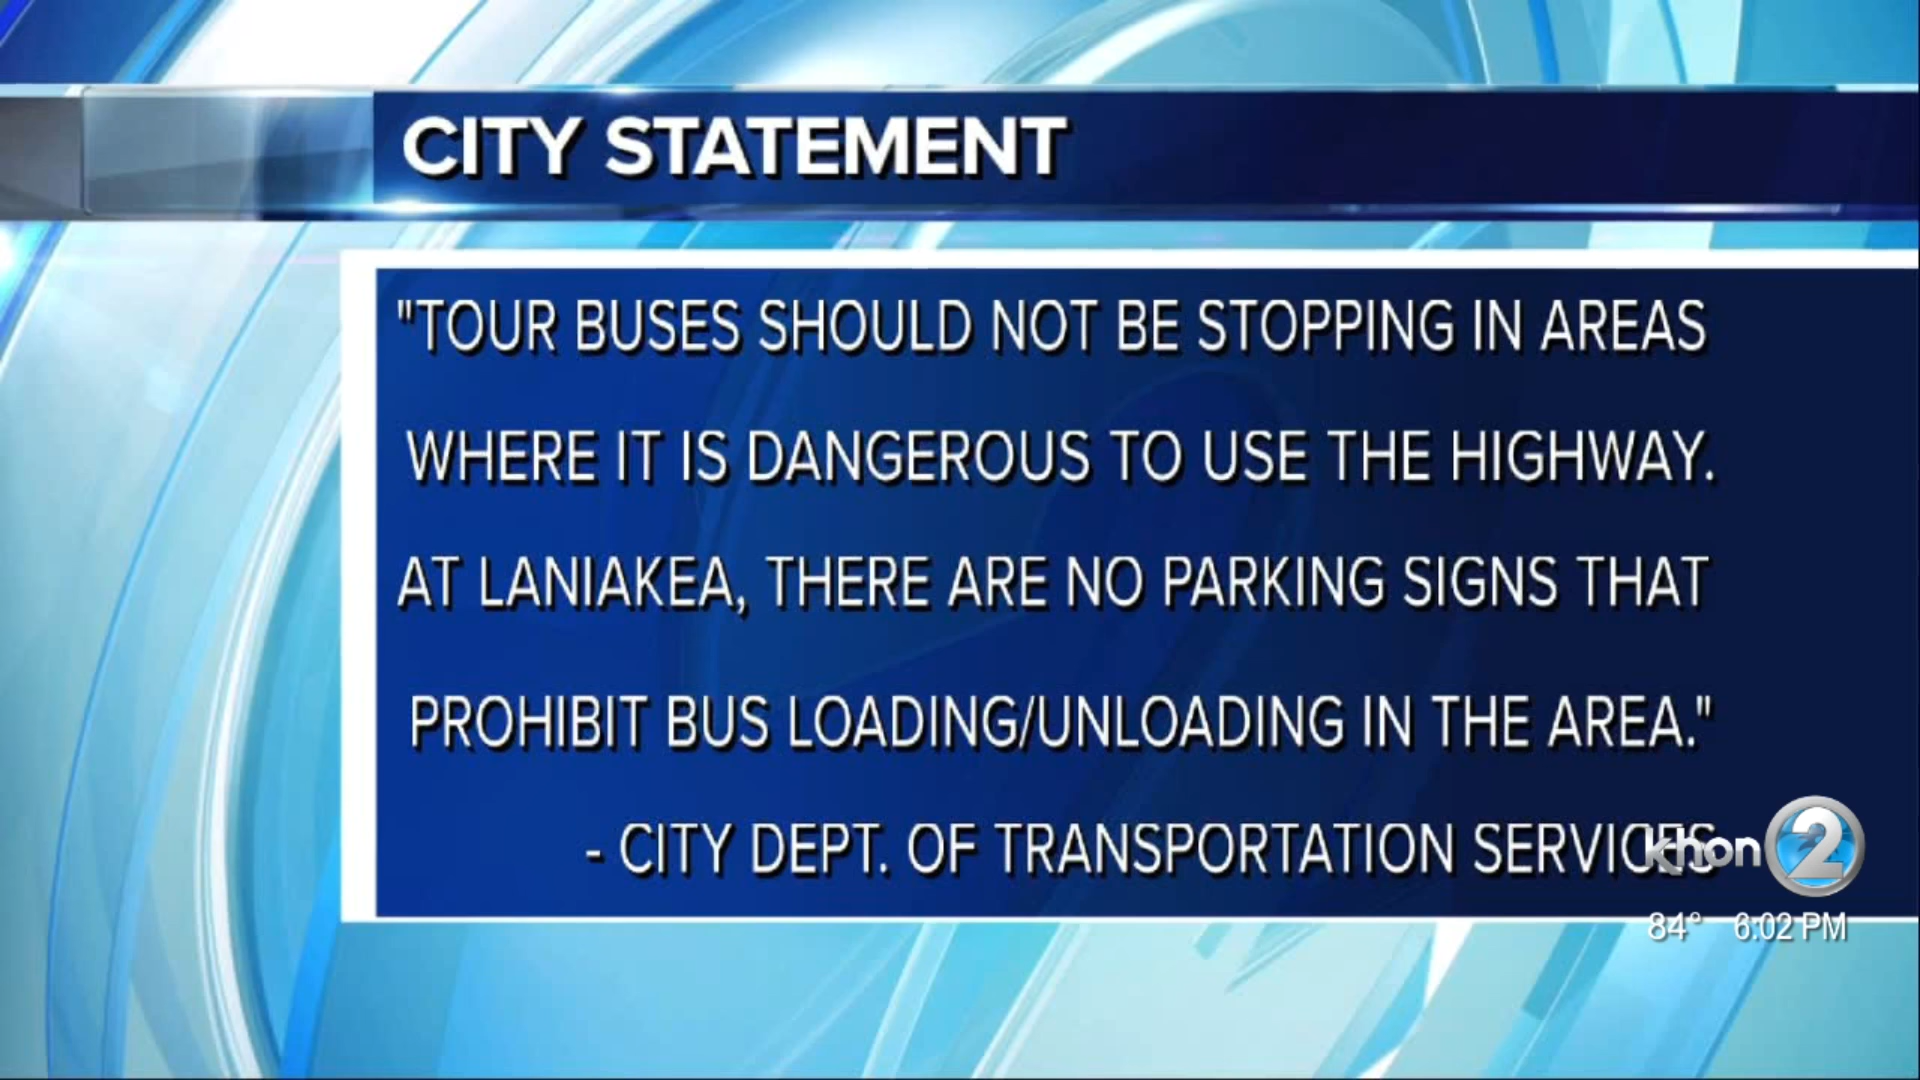 CITY STATEMENT
"TOUR BUSES SHOULD NOT BE STOPPING IN AREAS
WHERE IT IS DANGEROUS TO USE THE HIGHWAY.
AT LANIAKEA, THERE ARE NO PARKING SIGNS THAT
PROHIBIT BUS LOADING/UNLOADING IN THE AREA."
- CITY DEPT. OF TRANSPORTATION SERVICES
khon 2
84° 6:02 PM